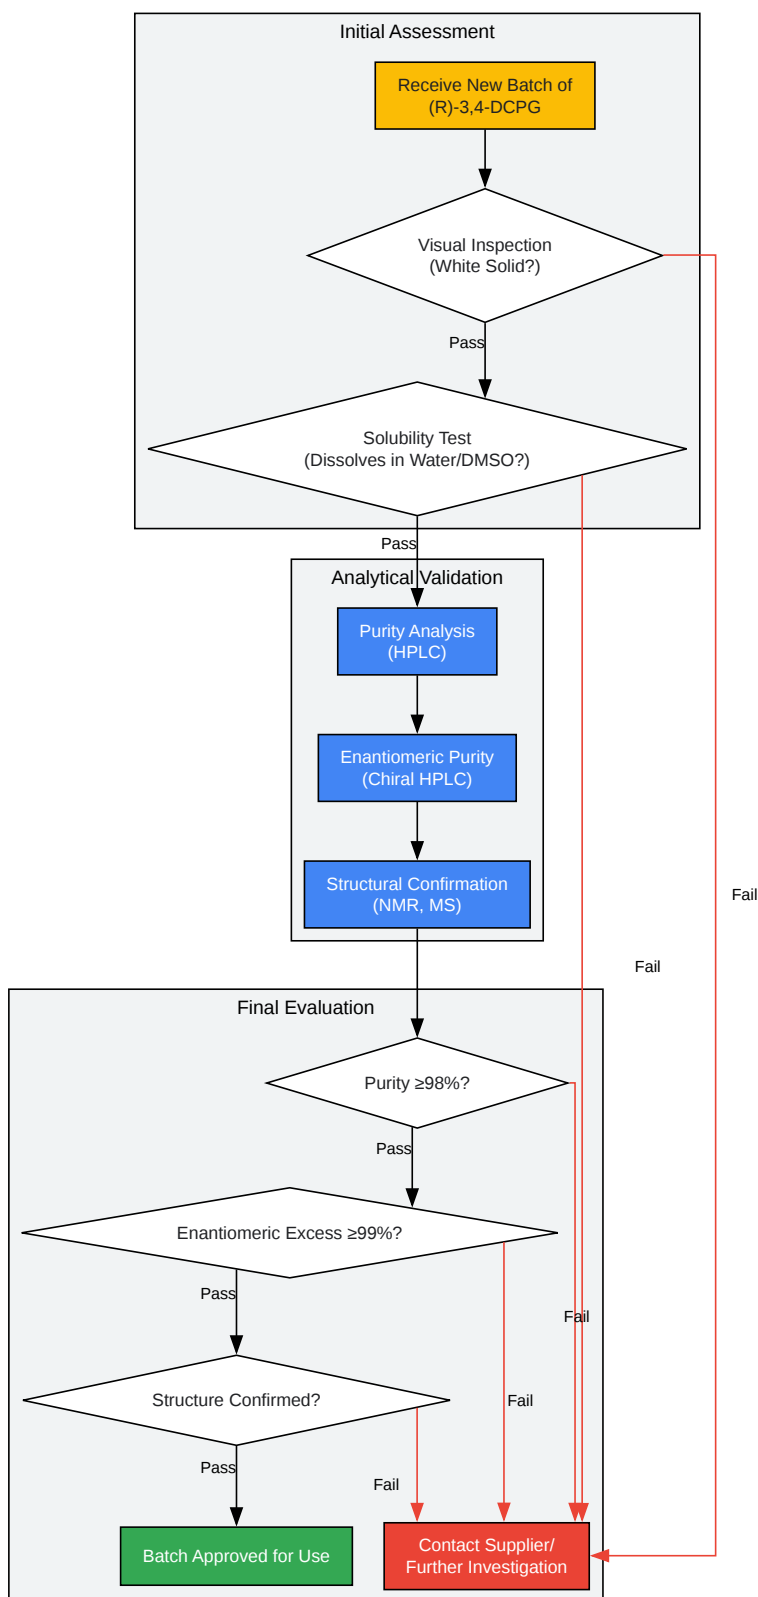 Initial Assessment
Receive New Batch of
(R)-3,4-DCPG
Visual Inspection
(White Solid?)
Pass
Solubility Test
(Dissolves in Water/DMSO?)
Pass
Analytical Validation
Purity Analysis
(HPLC)
Enantiomeric Purity
(Chiral HPLC)
Structural Confirmation
(NMR, MS)
Fail
Fail
Final Evaluation
Purity ≥98%?
Pass
Enantiomeric Excess ≥99%?
Pass
Fail
Structure Confirmed?
Fail
Pass
Fail
Batch Approved for Use
Contact Supplier/
Further Investigation